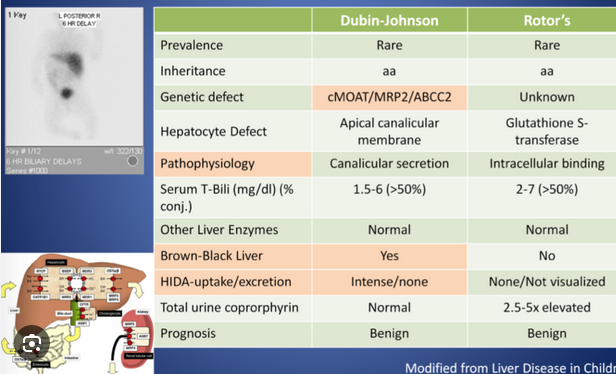 1 Key
L POSTERIOR R
6 HR DELAY
Key #1/12
w/l: 322/130
6 HR BILIARY DELAYS
Series #1000
Dubin-Johnson Rotor's
Prevalence Rare Rare
Inheritance aa aa
Genetic defect cMOAT/MRP2/ABCC2 Unknown
Hepatocyte Defect Apical canalicular Glutathione S-
membrane transferase
Pathophysiology Canalicular secretion Intracellular binding
Serum T-Bili (mg/dl) (% 1.5-6 (>50%) 2-7 (>50%)
conj.)
Other Liver Enzymes Normal Normal
Brown-Black Liver Yes No
HIDA-uptake/excretion Intense/none None/Not visualized
Total urine coprorphyrin Normal 2.5-5x elevated
Prognosis Benign Benign
Modified from Liver Disease in Child